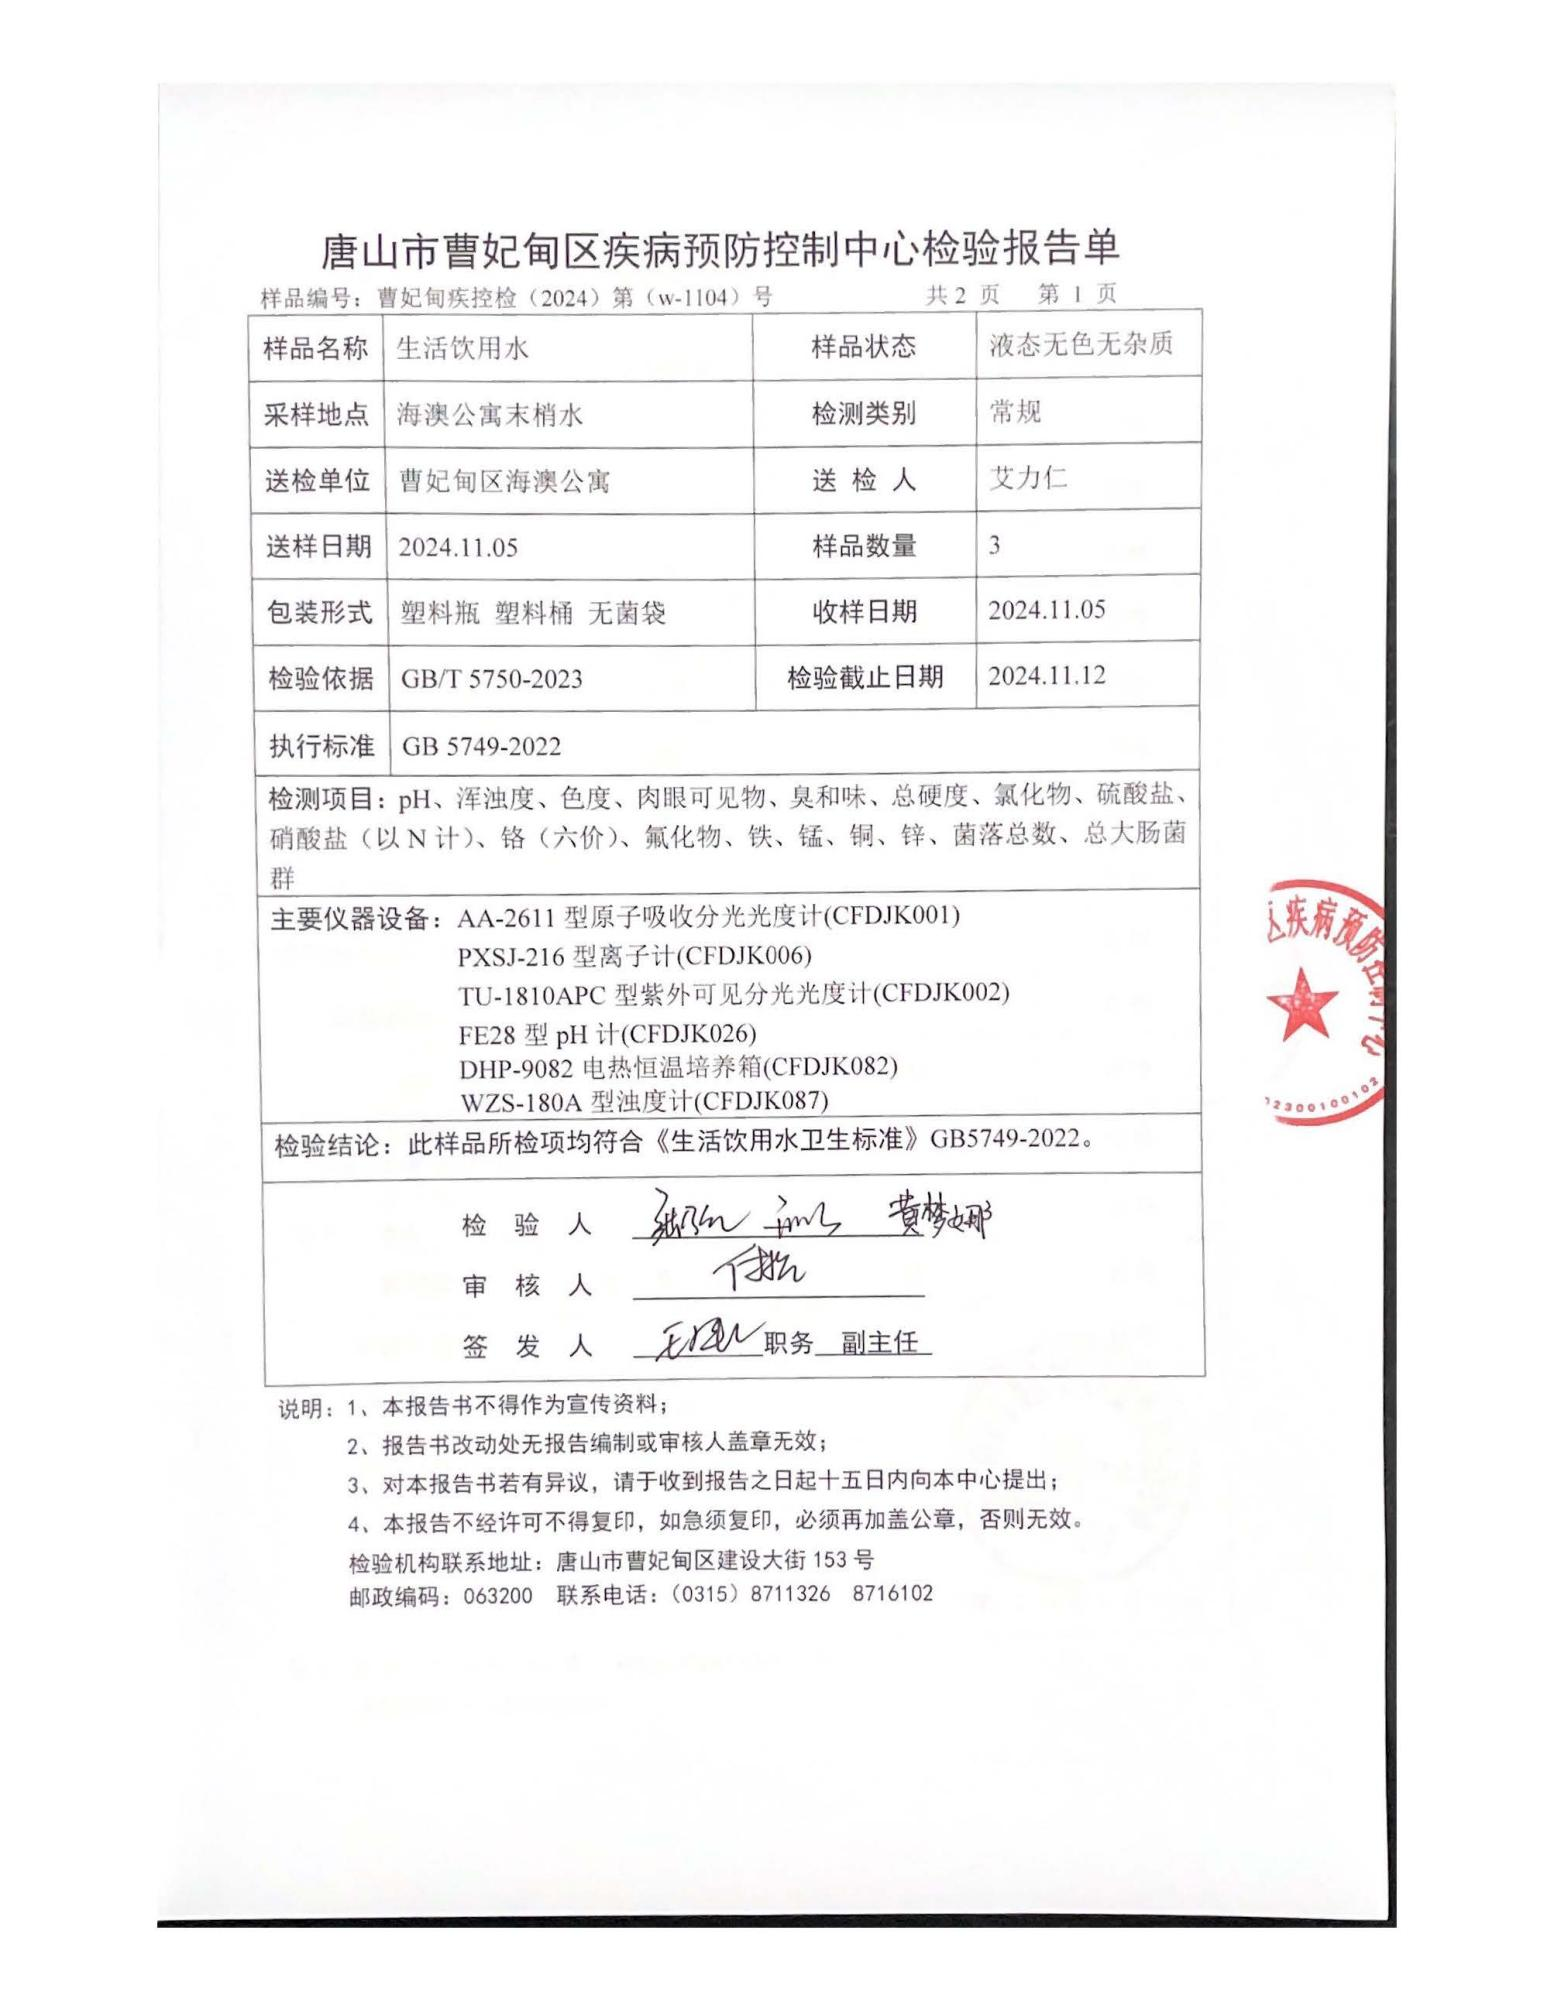 唐山市曹妃甸区疾病预防控制中心检验报告单
样品编号：曹妃甸疾控检（2024）第（w-1104）号 共 2 页 第 1 页
样品名称 生活饮用水 样品状态 液态无色无杂质
采样地点 海澳公寓末梢水 检测类别 常规
送检单位 曹妃甸区海澳公寓 送 检 人 艾力仁
送样日期 2024.11.05 样品数量 3
包装形式 塑料瓶 塑料桶 无菌袋 收样日期 2024.11.05
检验依据 GB/T 5750-2023 检验截止日期 2024.11.12
执行标准 GB 5749-2022
检测项目：pH、浑浊度、色度、肉眼可见物、臭和味、总硬度、氯化物、硫酸盐、
硝酸盐（以 N 计）、铬（六价）、氟化物、铁、锰、铜、锌、菌落总数、总大肠菌
群
主要仪器设备：AA-2611 型原子吸收分光光度计(CFDJK001)
PXSJ-216 型离子计(CFDJK006)
TU-1810APC 型紫外可见分光光度计(CFDJK002)
FE28 型 pH 计(CFDJK026)
DHP-9082 电热恒温培养箱(CFDJK082)
WZS-180A 型浊度计(CFDJK087)
检验结论：此样品所检项均符合《生活饮用水卫生标准》GB5749-2022。
检 验 人 黄梦娜
审 核 人
签 发 人 职务 副主任
说明：1、本报告书不得作为宣传资料；
2、报告书改动处无报告编制或审核人盖章无效；
3、对本报告书若有异议，请于收到报告之日起十五日内向本中心提出；
4、本报告不经许可不得复印，如急须复印，必须再加盖公章，否则无效。
检验机构联系地址：唐山市曹妃甸区建设大街 153 号
邮政编码：063200 联系电话：（0315）8711326 8716102
区疾病预防控制中心
02300100102